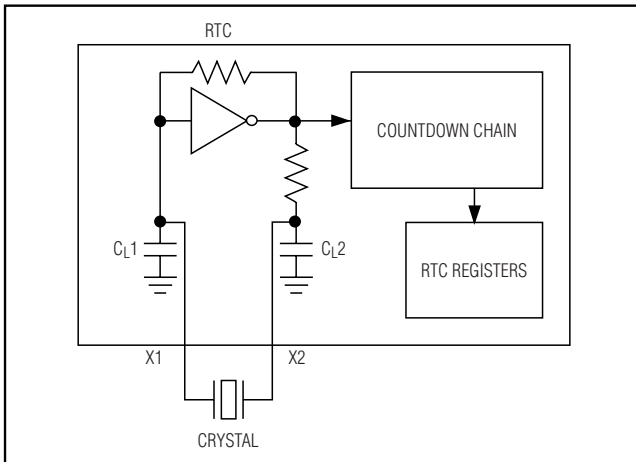 RTC
COUNTDOWN CHAIN
CL1
CL2
RTC REGISTERS
X1
X2
CRYSTAL